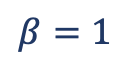 β = 1